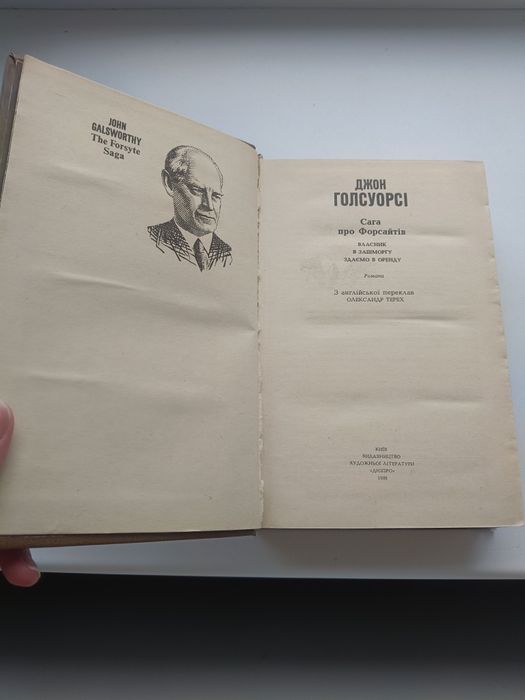 JOHN
GALSWORTHY
The Forsyte
Saga
ДЖОН
ГОЛСУОРСІ
Сага
про Форсайтів
ВЛАСНИК
В ЗАШМОРГУ
ЗДАЄМО В ОРЕНДУ
Романи
З англійської переклав
ОЛЕКСАНДР ТЕРЕХ
КИЇВ
ВИДАВНИЦТВО
ХУДОЖНЬОЇ ЛІТЕРАТУРИ
«ДНІПРО»